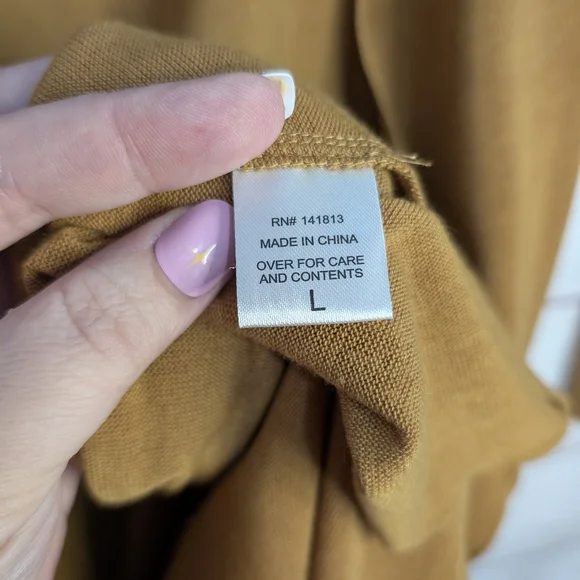 RN# 141813
MADE IN CHINA
OVER FOR CARE
AND CONTENTS
L